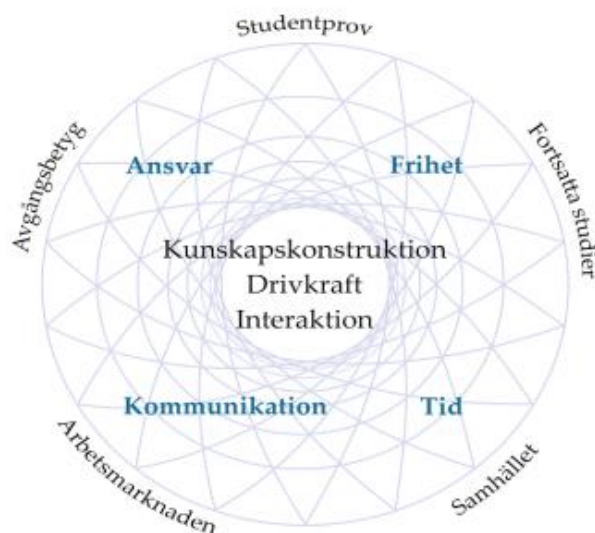 Studentprov
Avgångsbetyg
Fortsatta studier
Ansvar
Frihet
Kunskapskonstruktion
Drivkraft
Interaktion
Kommunikation
Tid
Arbetsmarknaden
Samhället